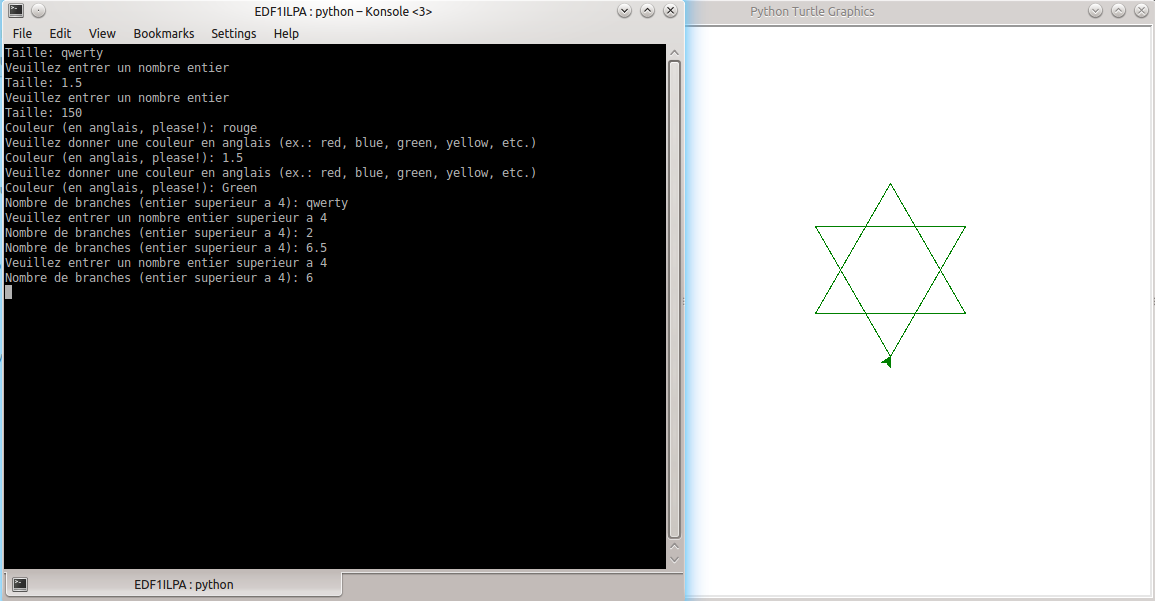 EDF1ILPA : python – Konsole <3>
File Edit View Bookmarks Settings Help
Taille: qwerty
Veuillez entrer un nombre entier
Taille: 1.5
Veuillez entrer un nombre entier
Taille: 150
Couleur (en anglais, please!): rouge
Veuillez donner une couleur en anglais (ex.: red, blue, green, yellow, etc.)
Couleur (en anglais, please!): 1.5
Veuillez donner une couleur en anglais (ex.: red, blue, green, yellow, etc.)
Couleur (en anglais, please!): Green
Nombre de branches (entier superieur a 4): qwerty
Veuillez entrer un nombre entier superieur a 4
Nombre de branches (entier superieur a 4): 2
Nombre de branches (entier superieur a 4): 6.5
Veuillez entrer un nombre entier superieur a 4
Nombre de branches (entier superieur a 4): 6
EDF1ILPA : python
Python Turtle Graphics